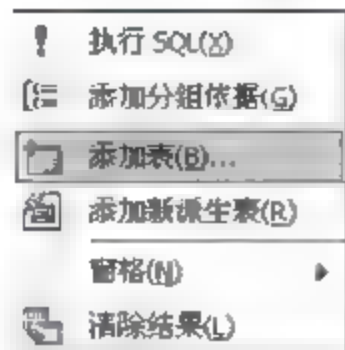 执行 SQL(X)
添加分组依据(G)
添加表(B)...
添加新派生表(R)
窗格(N)
清除结果(L)